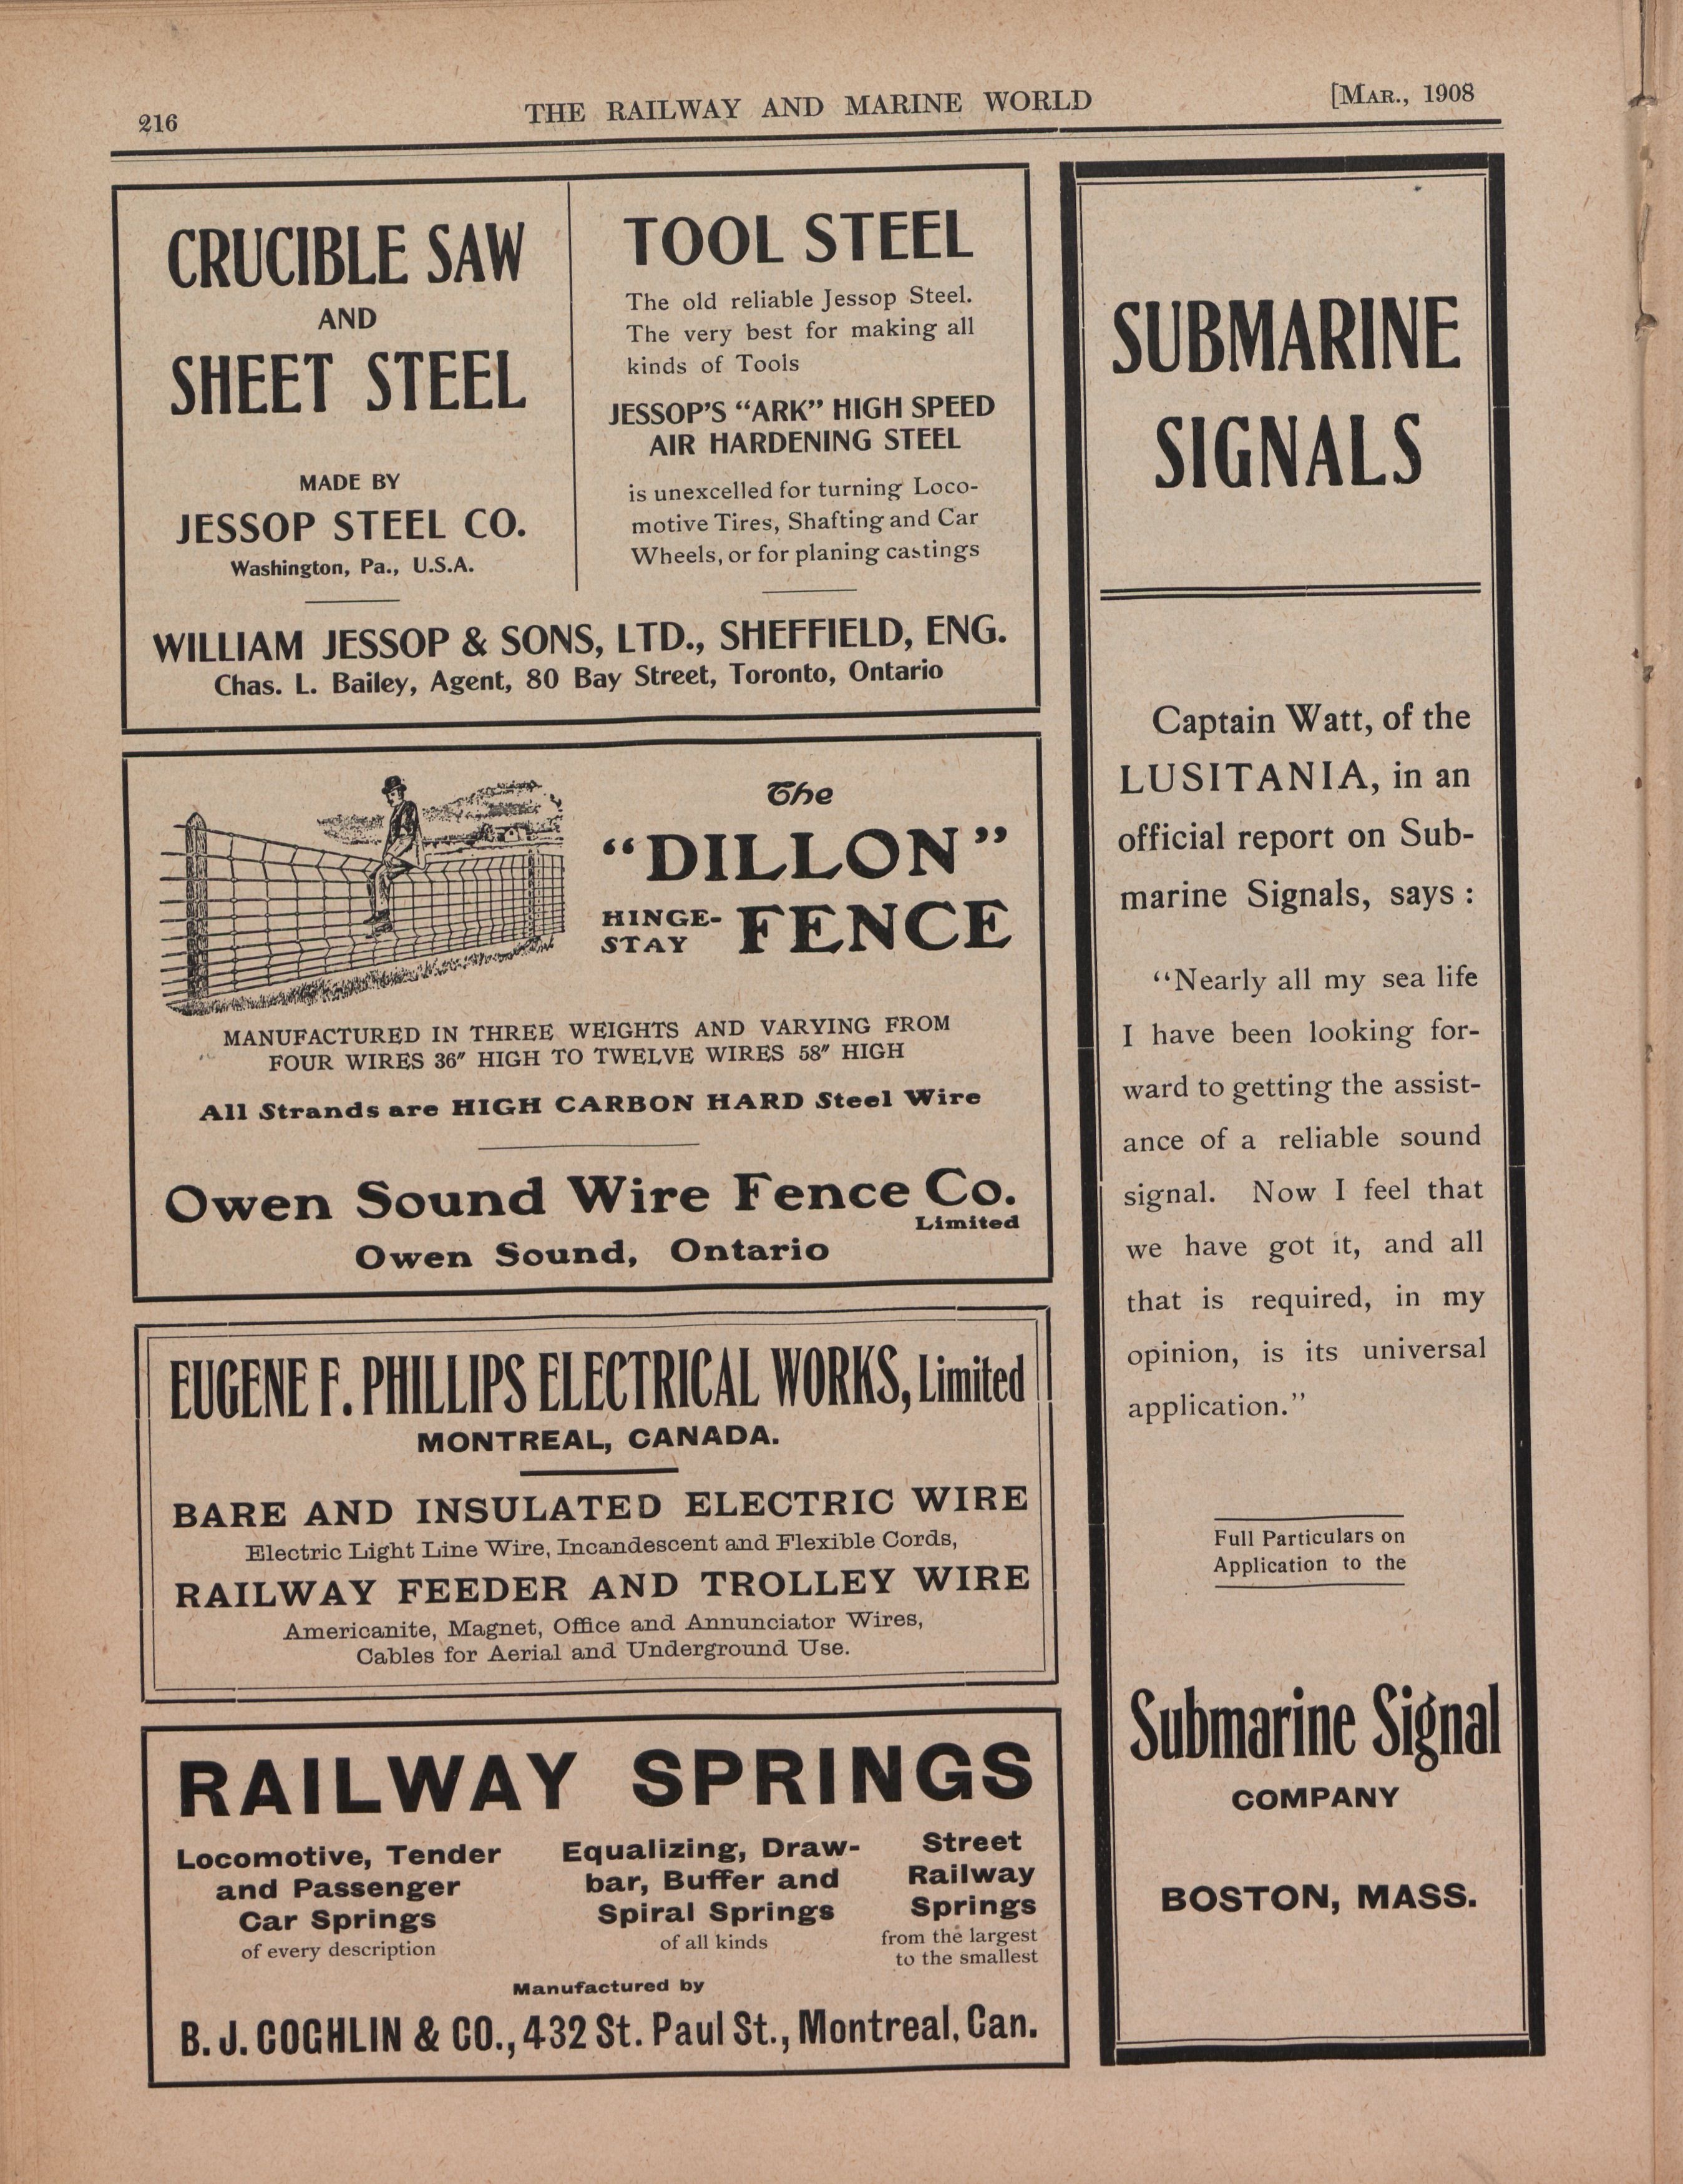 216
THE RAILWAY AND MARINE WORLD
[MAR., 1908
CRUCIBLE SAW
AND
SHEET STEEL
MADE BY
JESSOP STEEL CO.
Washington, Pa., U.S.A.
TOOL STEEL
The old reliable Jessop Steel.
The very best for making all
kinds of Tools
JESSOP'S "ARK" HIGH SPEED
AIR HARDENING STEEL
is unexcelled for turning Loco-
motive Tires, Shafting and Car
Wheels, or for planing castings
WILLIAM JESSOP & SONS, LTD., SHEFFIELD, ENG.
Chas. L. Bailey, Agent, 80 Bay Street, Toronto, Ontario
The
"DILLON"
HINGE-
STAY
FENCE
MANUFACTURED IN THREE WEIGHTS AND VARYING FROM
FOUR WIRES 36" HIGH TO TWELVE WIRES 58" HIGH
All Strands are HIGH CARBON HARD Steel Wire
Owen Sound Wire Fence Co.
Limited
Owen Sound, Ontario
EUGENE F. PHILLIPS ELECTRICAL WORKS, Limited
MONTREAL, CANADA.
BARE AND INSULATED ELECTRIC WIRE
Electric Light Line Wire, Incandescent and Flexible Cords,
RAILWAY FEEDER AND TROLLEY WIRE
Americanite, Magnet, Office and Annunciator Wires,
Cables for Aerial and Underground Use.
RAILWAY SPRINGS
Locomotive, Tender
and Passenger
Car Springs
of every description
Equalizing, Draw-
bar, Buffer and
Spiral Springs
of all kinds
Street
Railway
Springs
from the largest
to the smallest
Manufactured by
B. J. COGHLIN & CO., 432 St. Paul St., Montreal, Can.
SUBMARINE
SIGNALS
Captain Watt, of the
LUSITANIA, in an
official report on Sub-
marine Signals, says :
"Nearly all my sea life
I have been looking for-
ward to getting the assist-
ance of a reliable sound
signal. Now I feel that
we have got it, and all
that is required, in my
opinion, is its universal
application."
Full Particulars on
Application to the
Submarine Signal
COMPANY
BOSTON, MASS.